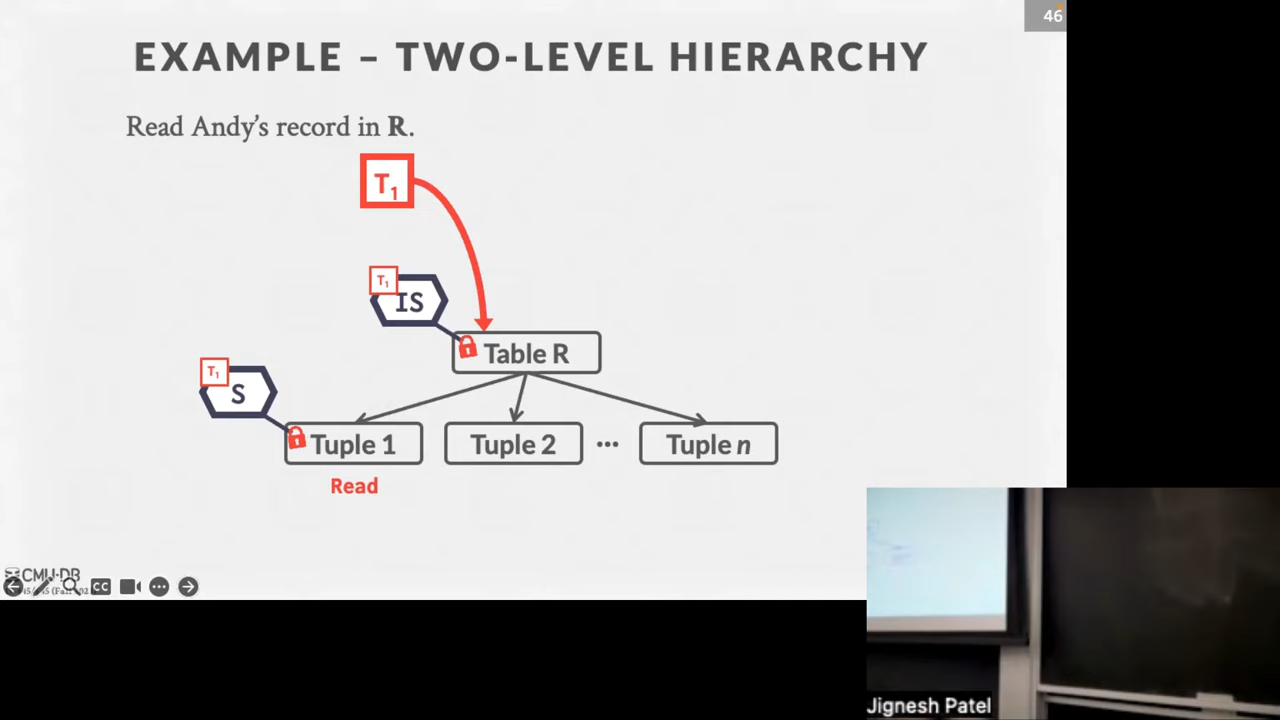 46
EXAMPLE – TWO-LEVEL HIERARCHY
Read Andy's record in R.
T1
T1
IS
Table R
T1
S
Tuple 1
Tuple 2
...
Tuple n
Read
CMU·DB
CC
Jignesh Patel